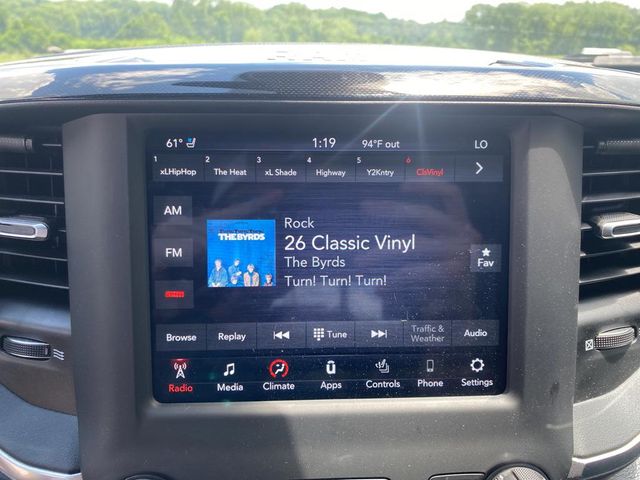 61° 1:19 94°F out LO
1 2 3 4 5 6
xLHipHop The Heat xL Shade Highway Y2Kntry ClsVinyl
AM
FM
THE BYRDS
Rock
26 Classic Vinyl
The Byrds
Turn! Turn! Turn!
Fav
Browse Replay Tune Traffic & Weather Audio
Radio Media Climate Apps Controls Phone Settings